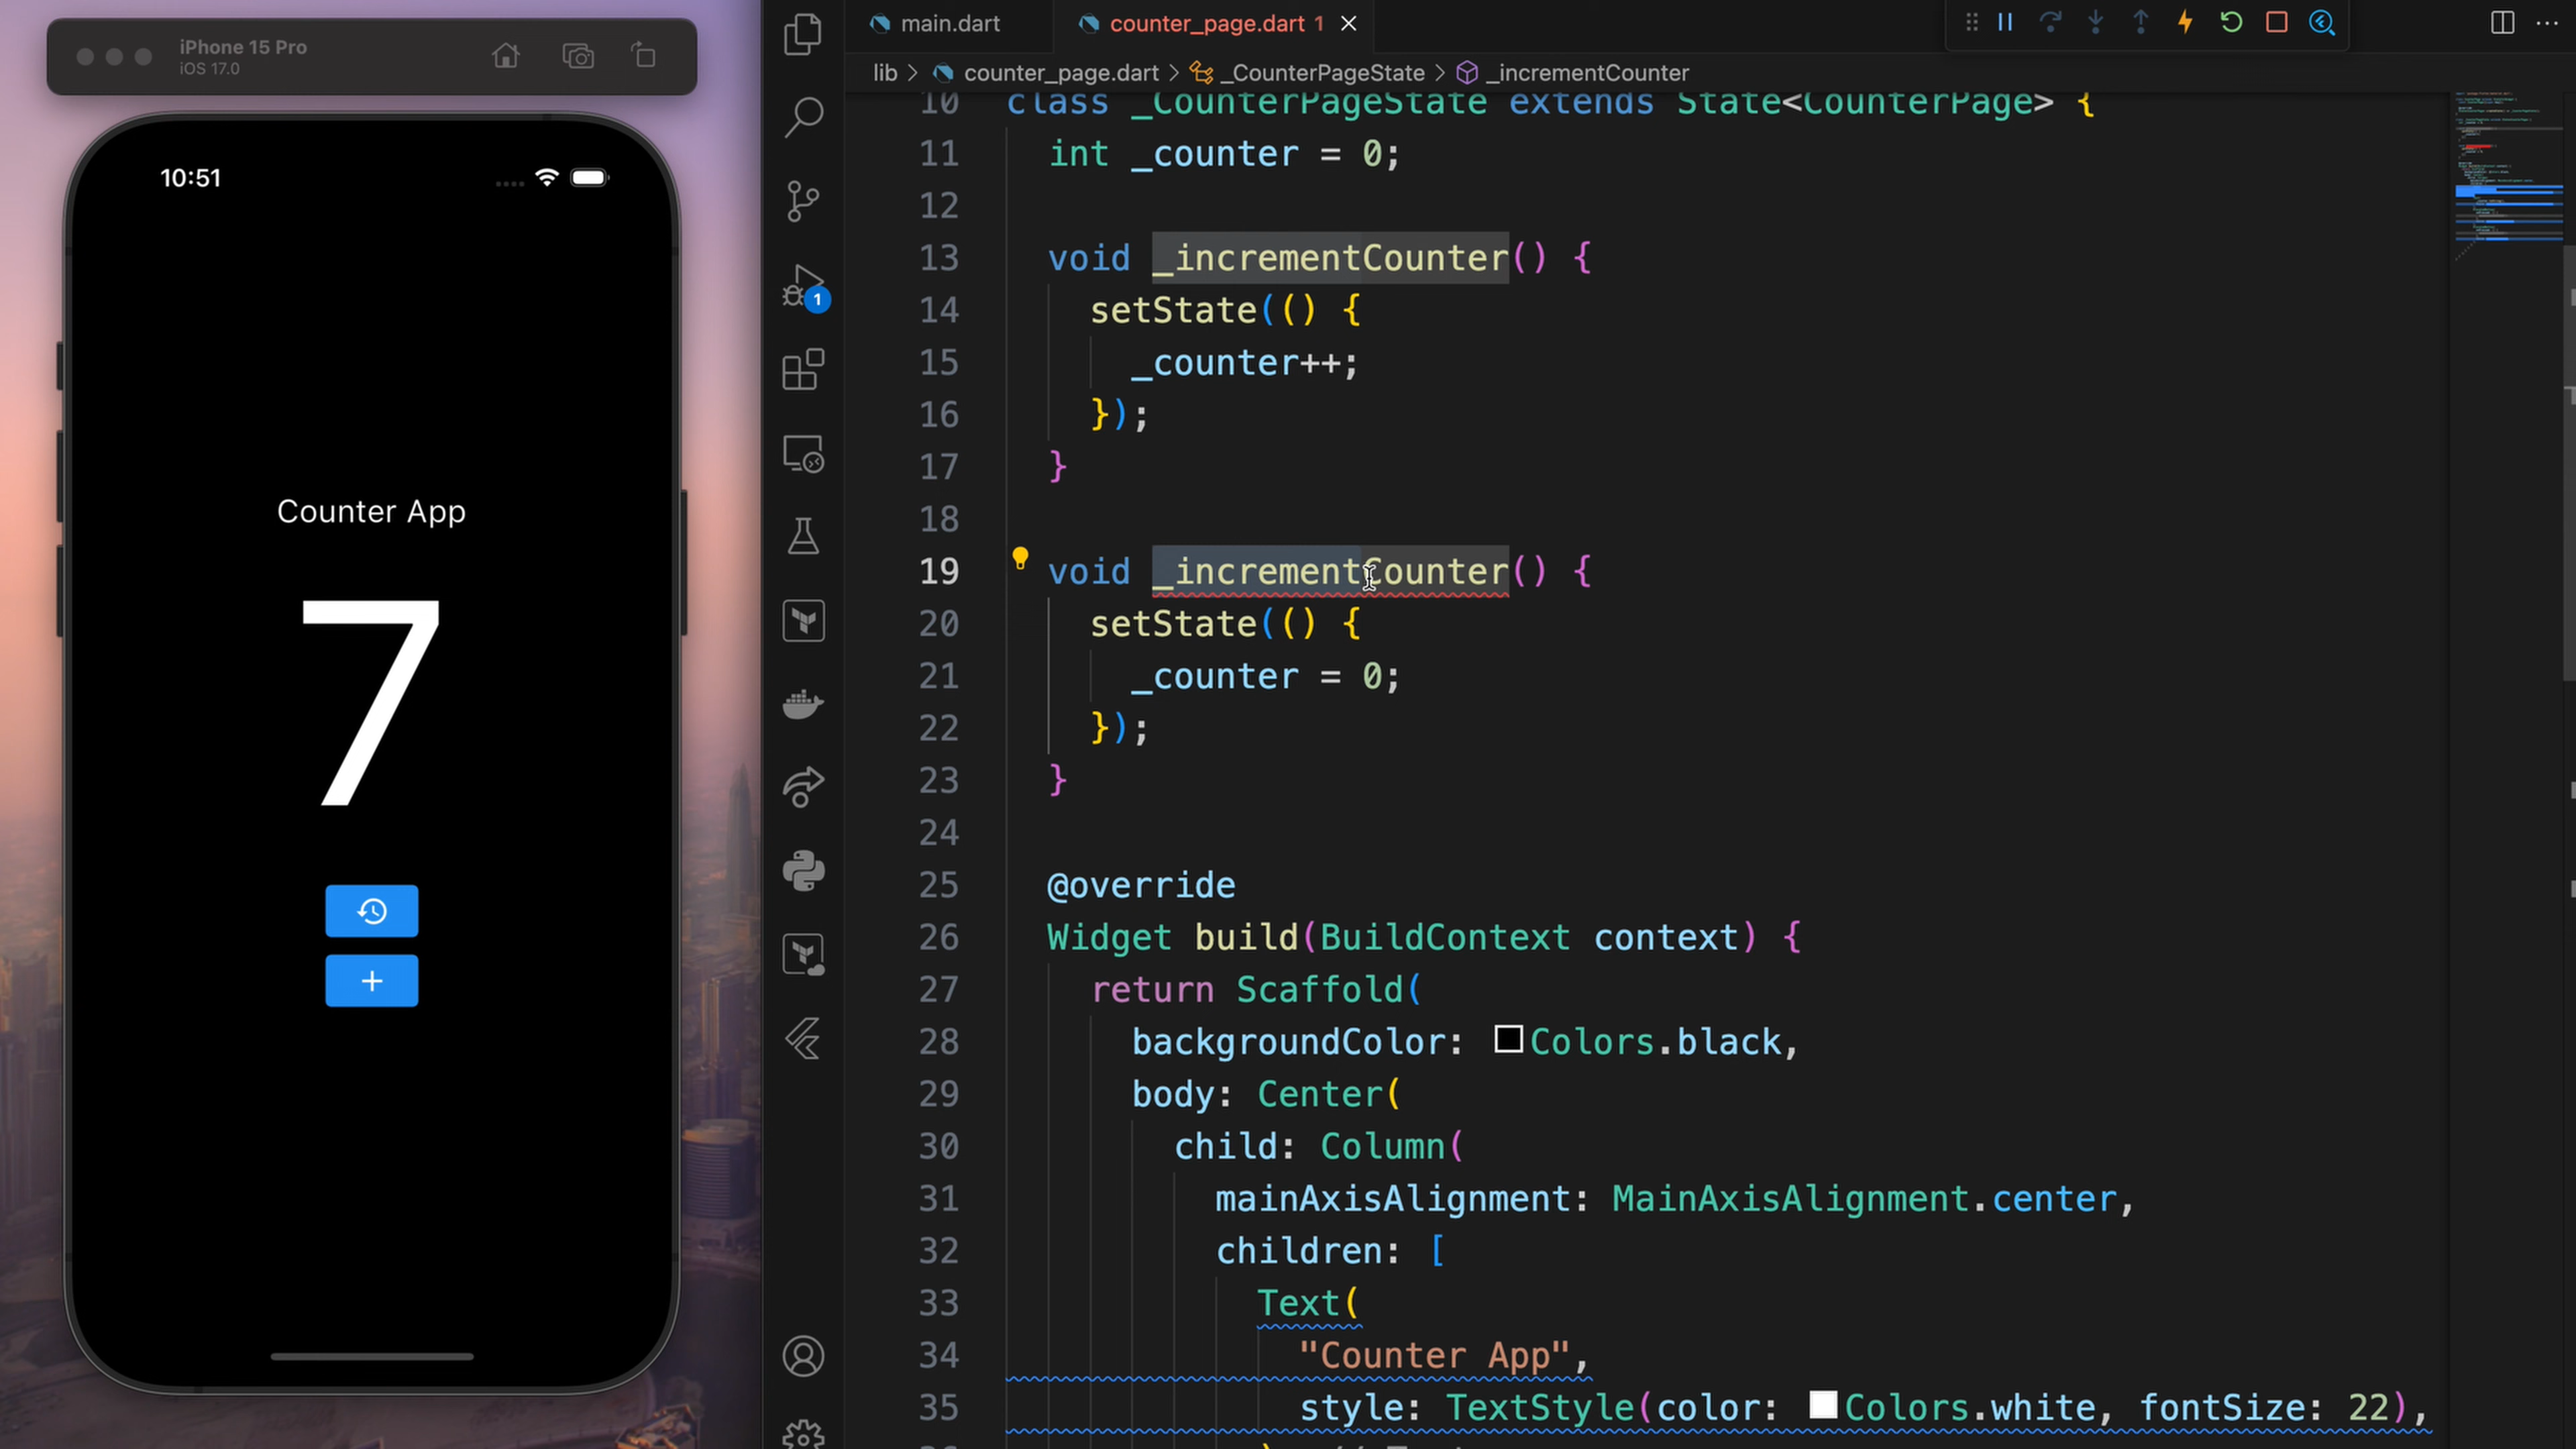 iPhone 15 Pro
iOS 17.0
10:51
Counter App
7
+
1
main.dart
counter_page.dart 1
lib > counter_page.dart > _CounterPageState > _incrementCounter
10 class _CounterPageState extends State<CounterPage> {
11 int _counter = 0;
12
13 void _incrementCounter() {
14 setState(() {
15 _counter++;
16 });
17 }
18
19 void _incrementCounter() {
20 setState(() {
21 _counter = 0;
22 });
23 }
24
25 @override
26 Widget build(BuildContext context) {
27 return Scaffold(
28 backgroundColor: Colors.black,
29 body: Center(
30 child: Column(
31 mainAxisAlignment: MainAxisAlignment.center,
32 children: [
33 Text(
34 "Counter App",
35 style: TextStyle(color: Colors.white, fontSize: 22),